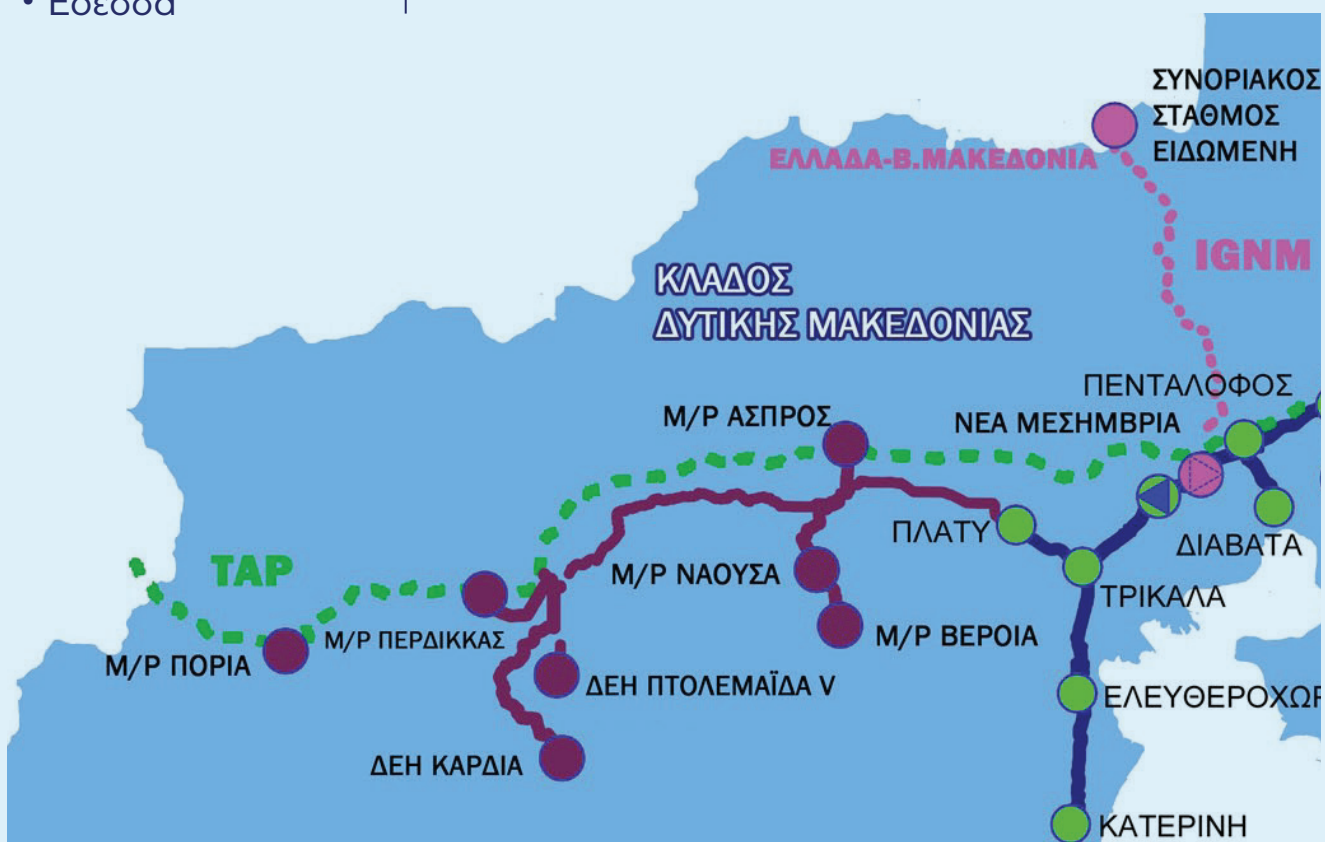 • Έδεσσα
ΣΥΝΟΡΙΑΚΟΣ
ΣΤΑΘΜΟΣ
ΕΙΔΩΜΕΝΗ
ΕΛΛΑΔΑ-Β.ΜΑΚΕΔΟΝΙΑ
IGNM
ΚΛΑΔΟΣ
ΔΥΤΙΚΗΣ ΜΑΚΕΔΟΝΙΑΣ
ΠΕΝΤΑΛΟΦΟΣ
Μ/Ρ ΑΣΠΡΟΣ
ΝΕΑ ΜΕΣΗΜΒΡΙΑ
ΠΛΑΤΥ
ΔΙΑΒΑΤΑ
TAP
Μ/Ρ ΝΑΟΥΣΑ
ΤΡΙΚΑΛΑ
Μ/Ρ ΠΕΡΔΙΚΚΑΣ
Μ/Ρ ΒΕΡΟΙΑ
Μ/Ρ ΠΟΡΙΑ
ΔΕΗ ΠΤΟΛΕΜΑΪΔΑ V
ΕΛΕΥΘΕΡΟΧΩΡ
ΔΕΗ ΚΑΡΔΙΑ
ΚΑΤΕΡΙΝΗ